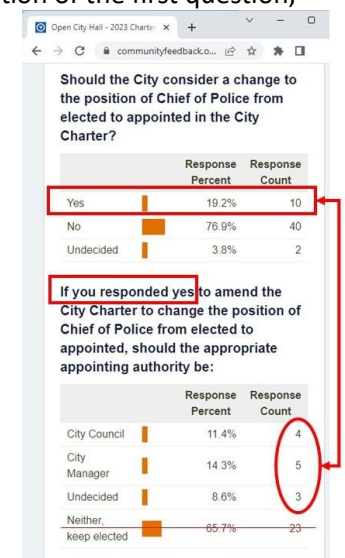 tion of the first question,
Open City Hall - 2023 Charter
communityfeedback.o...
Should the City consider a change to
the position of Chief of Police from
elected to appointed in the City
Charter?
Response Percent Response Count
Yes 19.2% 10
No 76.9% 40
Undecided 3.8% 2
If you responded yes to amend the
City Charter to change the position of
Chief of Police from elected to
appointed, should the appropriate
appointing authority be:
Response Percent Response Count
City Council 11.4% 4
City Manager 14.3% 5
Undecided 8.6% 3
Neither, keep elected 65.7% 23